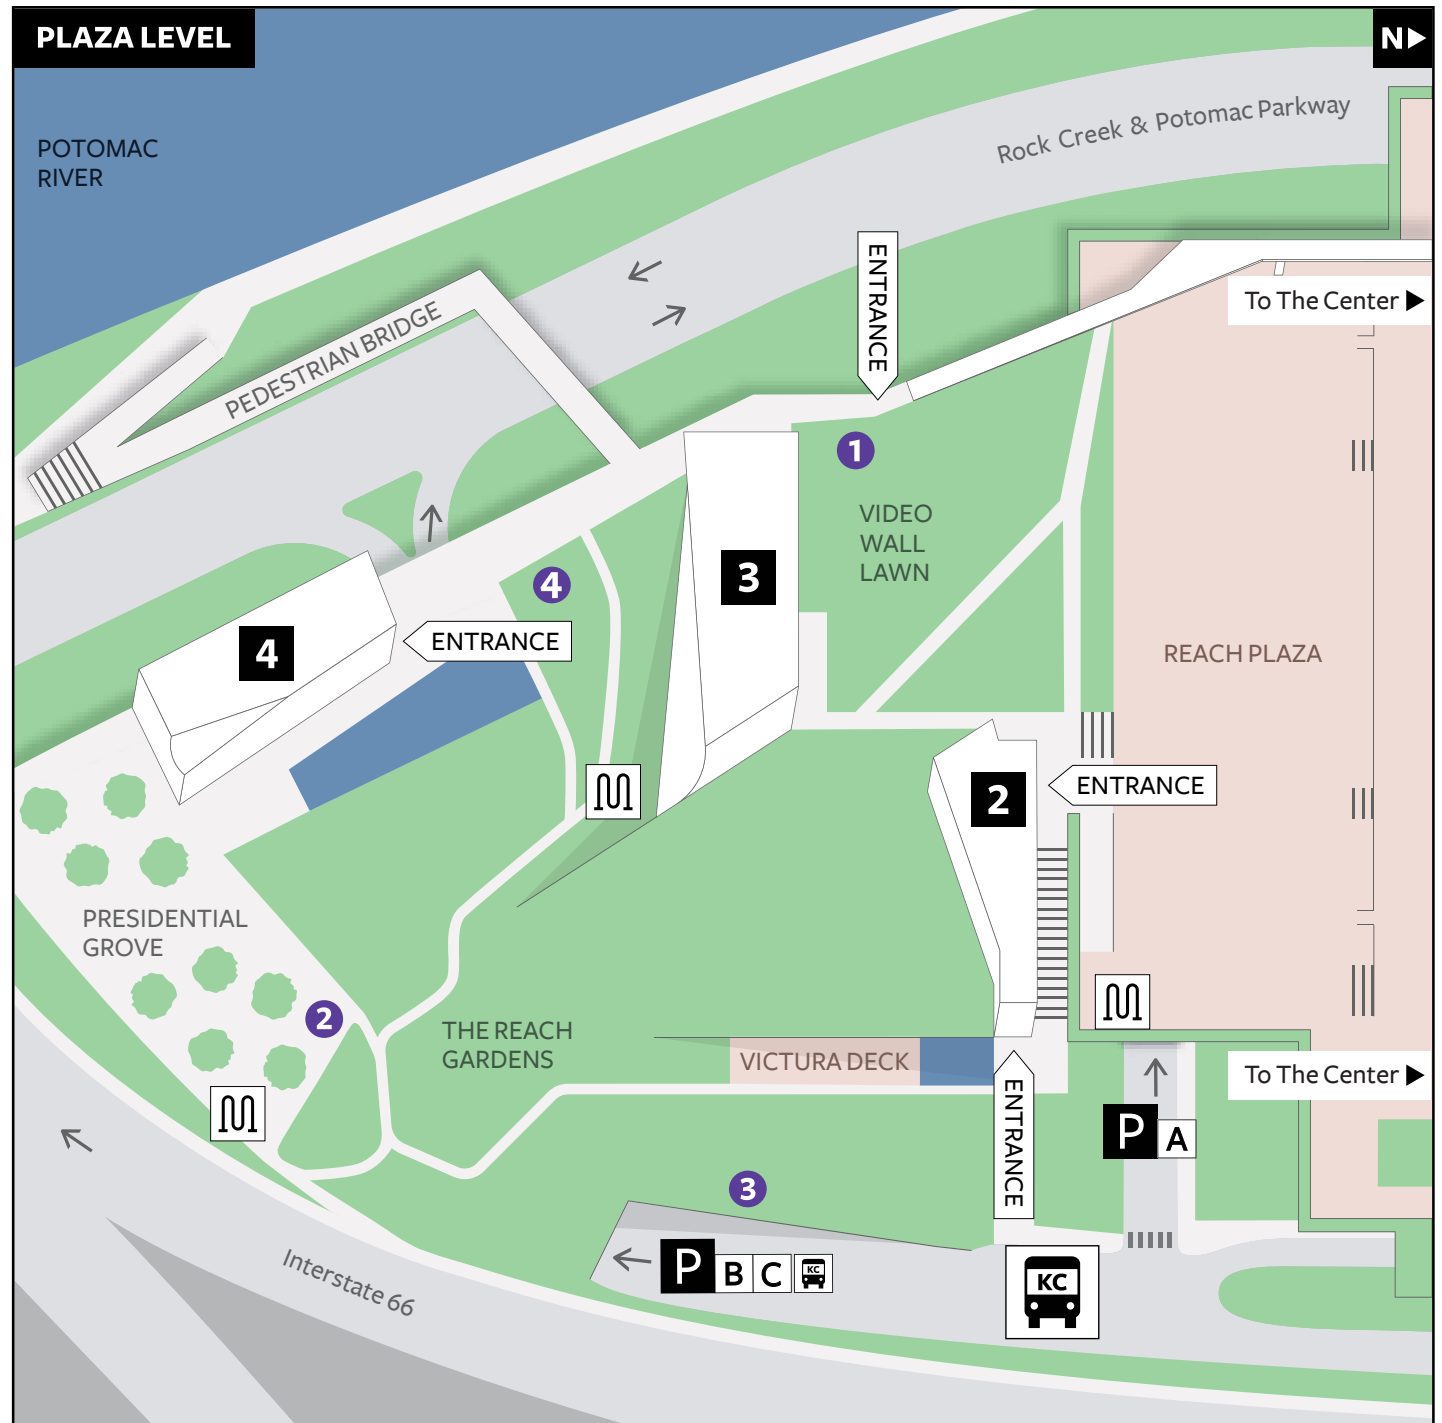 PLAZA LEVEL
N
POTOMAC
RIVER
Rock Creek & Potomac Parkway
ENTRANCE
To The Center
PEDESTRIAN BRIDGE
1
VIDEO
WALL
LAWN
3
4
4
ENTRANCE
REACH PLAZA
2
ENTRANCE
PRESIDENTIAL
GROVE
2
THE REACH
GARDENS
VICTURA DECK
To The Center
ENTRANCE
P A
3
P B C KC
KC
Interstate 66